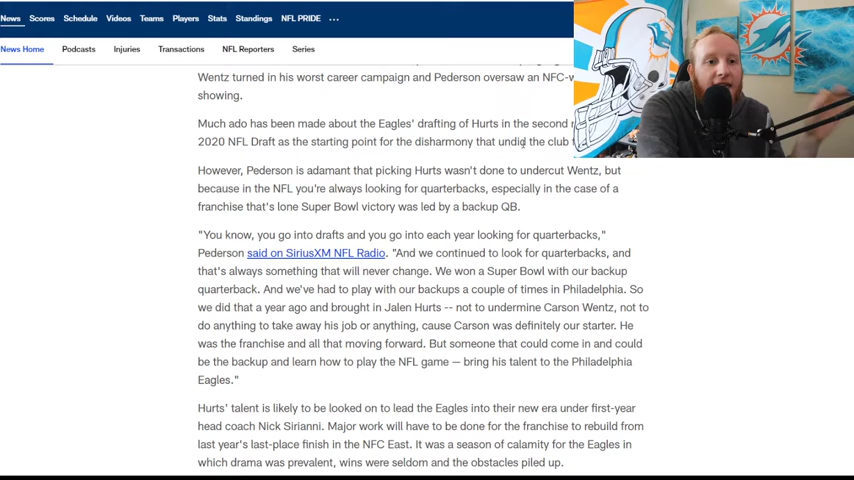 News Scores Schedule Videos Teams Players Stats Standings NFL PRIDE ...
News Home Podcasts Injuries Transactions NFL Reporters Series
Wentz turned in his worst career campaign and Pederson oversaw an
showing.
Much ado has been made about the Eagles' drafting of Hurts in the second
2020 NFL Draft as the starting point for the disharmony that undid the club
However, Pederson is adamant that picking Hurts wasn't done to undercut Wentz, but
because in the NFL you're always looking for quarterbacks, especially in the case of a
franchise that's lone Super Bowl victory was led by a backup QB.
"You know, you go into drafts and you go into each year looking for quarterbacks,"
Pederson said on SiriusXM NFL Radio. "And we continued to look for quarterbacks, and
that's always something that will never change. We won a Super Bowl with our backup
quarterback. And we've had to play with our backups a couple of times in Philadelphia. So
we did that a year ago and brought in Jalen Hurts -- not to undermine Carson Wentz, not to
do anything to take away his job or anything, cause Carson was definitely our starter. He
was the franchise and all that moving forward. But someone that could come in and could
be the backup and learn how to play the NFL game — bring his talent to the Philadelphia
Eagles."
Hurts' talent is likely to be looked on to lead the Eagles into their new era under first-year
head coach Nick Sirianni. Major work will have to be done for the franchise to rebuild from
last year's last-place finish in the NFC East. It was a season of calamity for the Eagles in
which drama was prevalent, wins were seldom and the obstacles piled up.